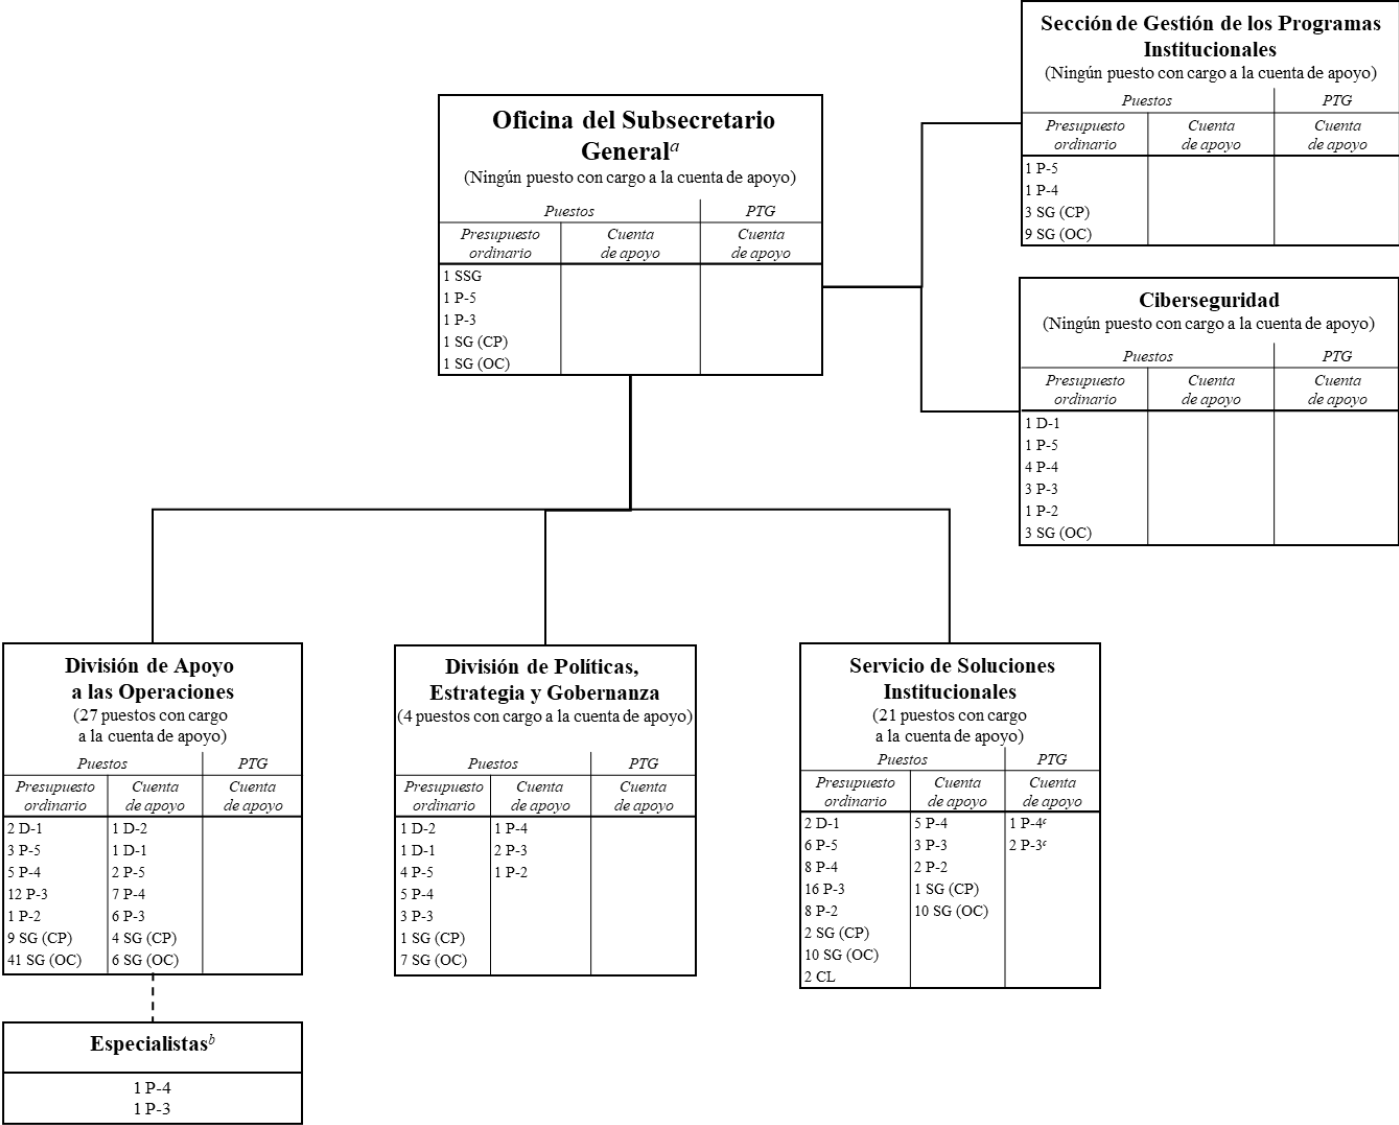 Sección de Gestión de los Programas
Institucionales
(Ningún puesto con cargo a la cuenta de apoyo)
Puestos PTG
Presupuesto Cuenta Cuenta
ordinario de apoyo de apoyo
1 P-5
1 P-4
3 SG (CP)
9 SG (OC)
Oficina del Subsecretario
General^a
(Ningún puesto con cargo a la cuenta de apoyo)
Puestos PTG
Presupuesto Cuenta Cuenta
ordinario de apoyo de apoyo
1 SSG
1 P-5
1 P-3
1 SG (CP)
1 SG (OC)
Ciberseguridad
(Ningún puesto con cargo a la cuenta de apoyo)
Puestos PTG
Presupuesto Cuenta Cuenta
ordinario de apoyo de apoyo
1 D-1
1 P-5
4 P-4
3 P-3
1 P-2
3 SG (OC)
División de Apoyo
a las Operaciones
(27 puestos con cargo
a la cuenta de apoyo)
Puestos PTG
Presupuesto Cuenta Cuenta
ordinario de apoyo de apoyo
2 D-1 1 D-2
3 P-5 1 D-1
5 P-4 2 P-5
12 P-3 7 P-4
1 P-2 6 P-3
9 SG (CP) 4 SG (CP)
41 SG (OC) 6 SG (OC)
División de Políticas,
Estrategia y Gobernanza
(4 puestos con cargo a la cuenta de apoyo)
Puestos PTG
Presupuesto Cuenta Cuenta
ordinario de apoyo de apoyo
1 D-2 1 P-4
1 D-1 2 P-3
4 P-5 1 P-2
5 P-4
3 P-3
1 SG (CP)
7 SG (OC)
Servicio de Soluciones
Institucionales
(21 puestos con cargo
a la cuenta de apoyo)
Puestos PTG
Presupuesto Cuenta Cuenta
ordinario de apoyo de apoyo
2 D-1 5 P-4 1 P-4^c
6 P-5 3 P-3 2 P-3^c
8 P-4 2 P-2
16 P-3 1 SG (CP)
8 P-2 10 SG (OC)
2 SG (CP)
10 SG (OC)
2 CL
Especialistas^b
1 P-4
1 P-3